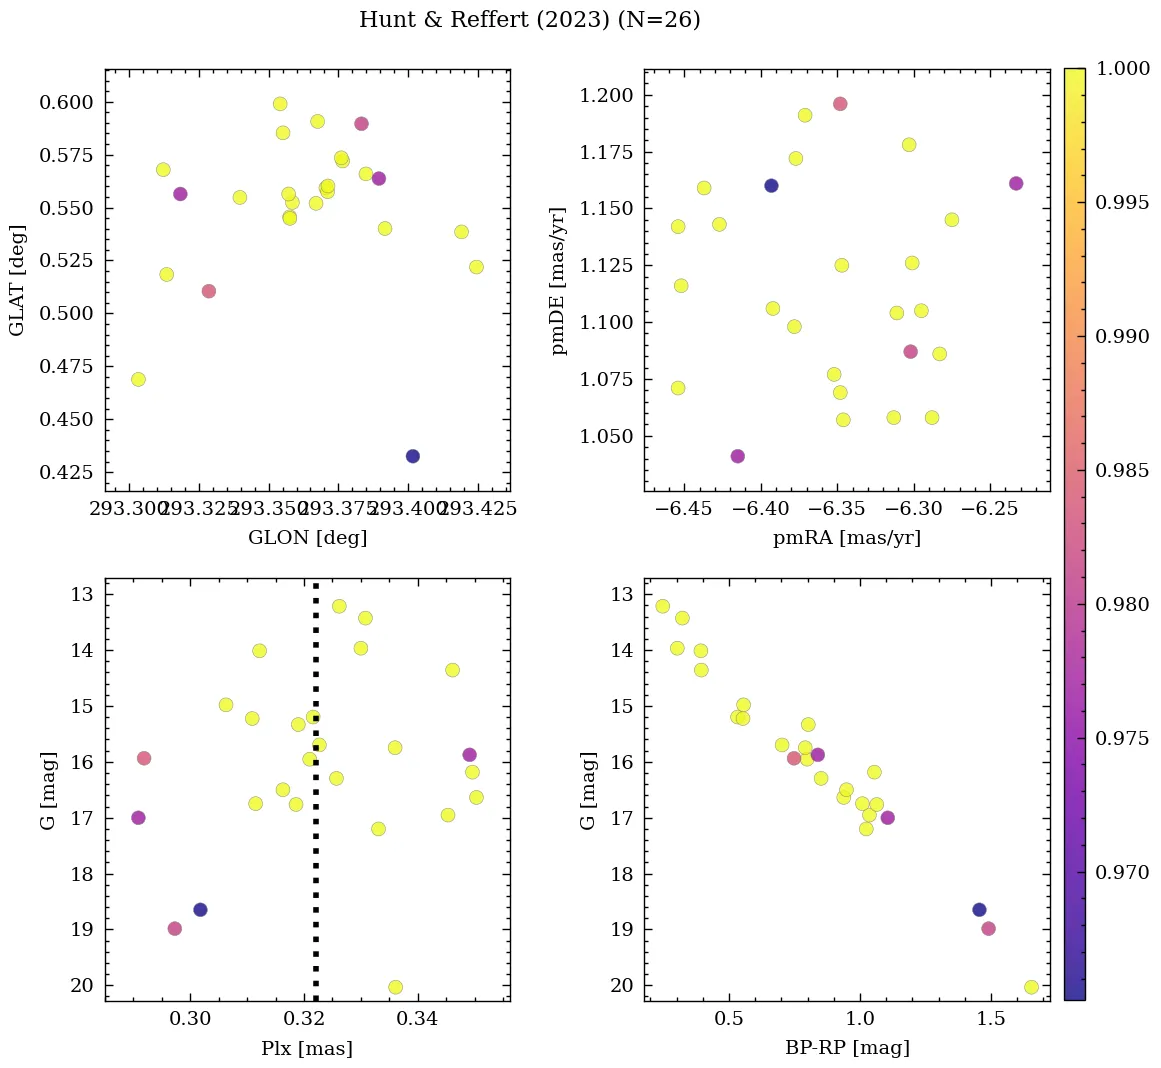 Hunt & Reffert (2023) (N=26)
0.600
0.575
0.550
0.525
0.500
0.475
0.450
0.425
GLAT [deg]
293.300 293.325 293.350 293.375 293.400 293.425
GLON [deg]
1.200
1.175
1.150
1.125
1.100
1.075
1.050
pmDE [mas/yr]
−6.45 −6.40 −6.35 −6.30 −6.25
pmRA [mas/yr]
13
14
15
16
17
18
19
20
G [mag]
0.30 0.32 0.34
Plx [mas]
13
14
15
16
17
18
19
20
G [mag]
0.5 1.0 1.5
BP-RP [mag]
1.000
0.995
0.990
0.985
0.980
0.975
0.970